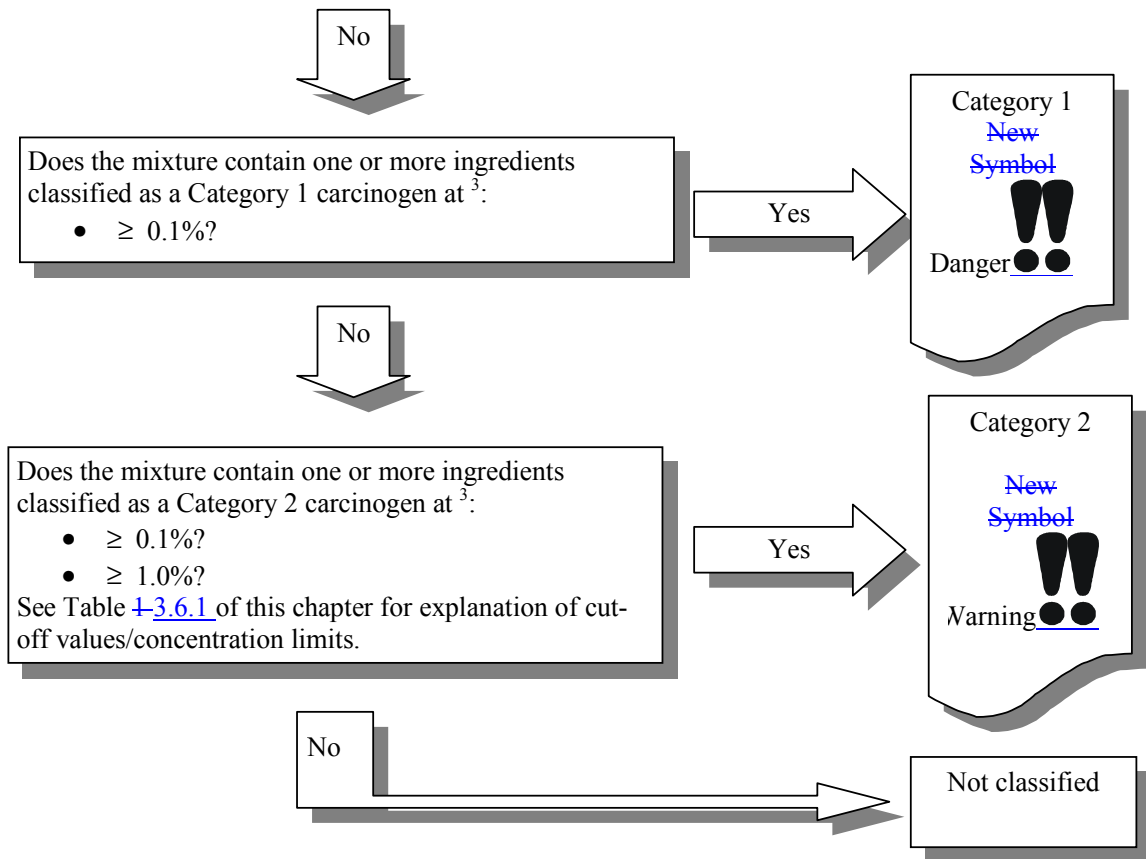 No
Does the mixture contain one or more ingredients
classified as a Category 1 carcinogen at ³:
• ≥ 0.1%?
Yes
Category 1
New
Symbol
Danger‼
No
Does the mixture contain one or more ingredients
classified as a Category 2 carcinogen at ³:
• ≥ 0.1%?
• ≥ 1.0%?
See Table 1 3.6.1 of this chapter for explanation of cut-
off values/concentration limits.
Yes
Category 2
New
Symbol
Warning‼
No
Not classified